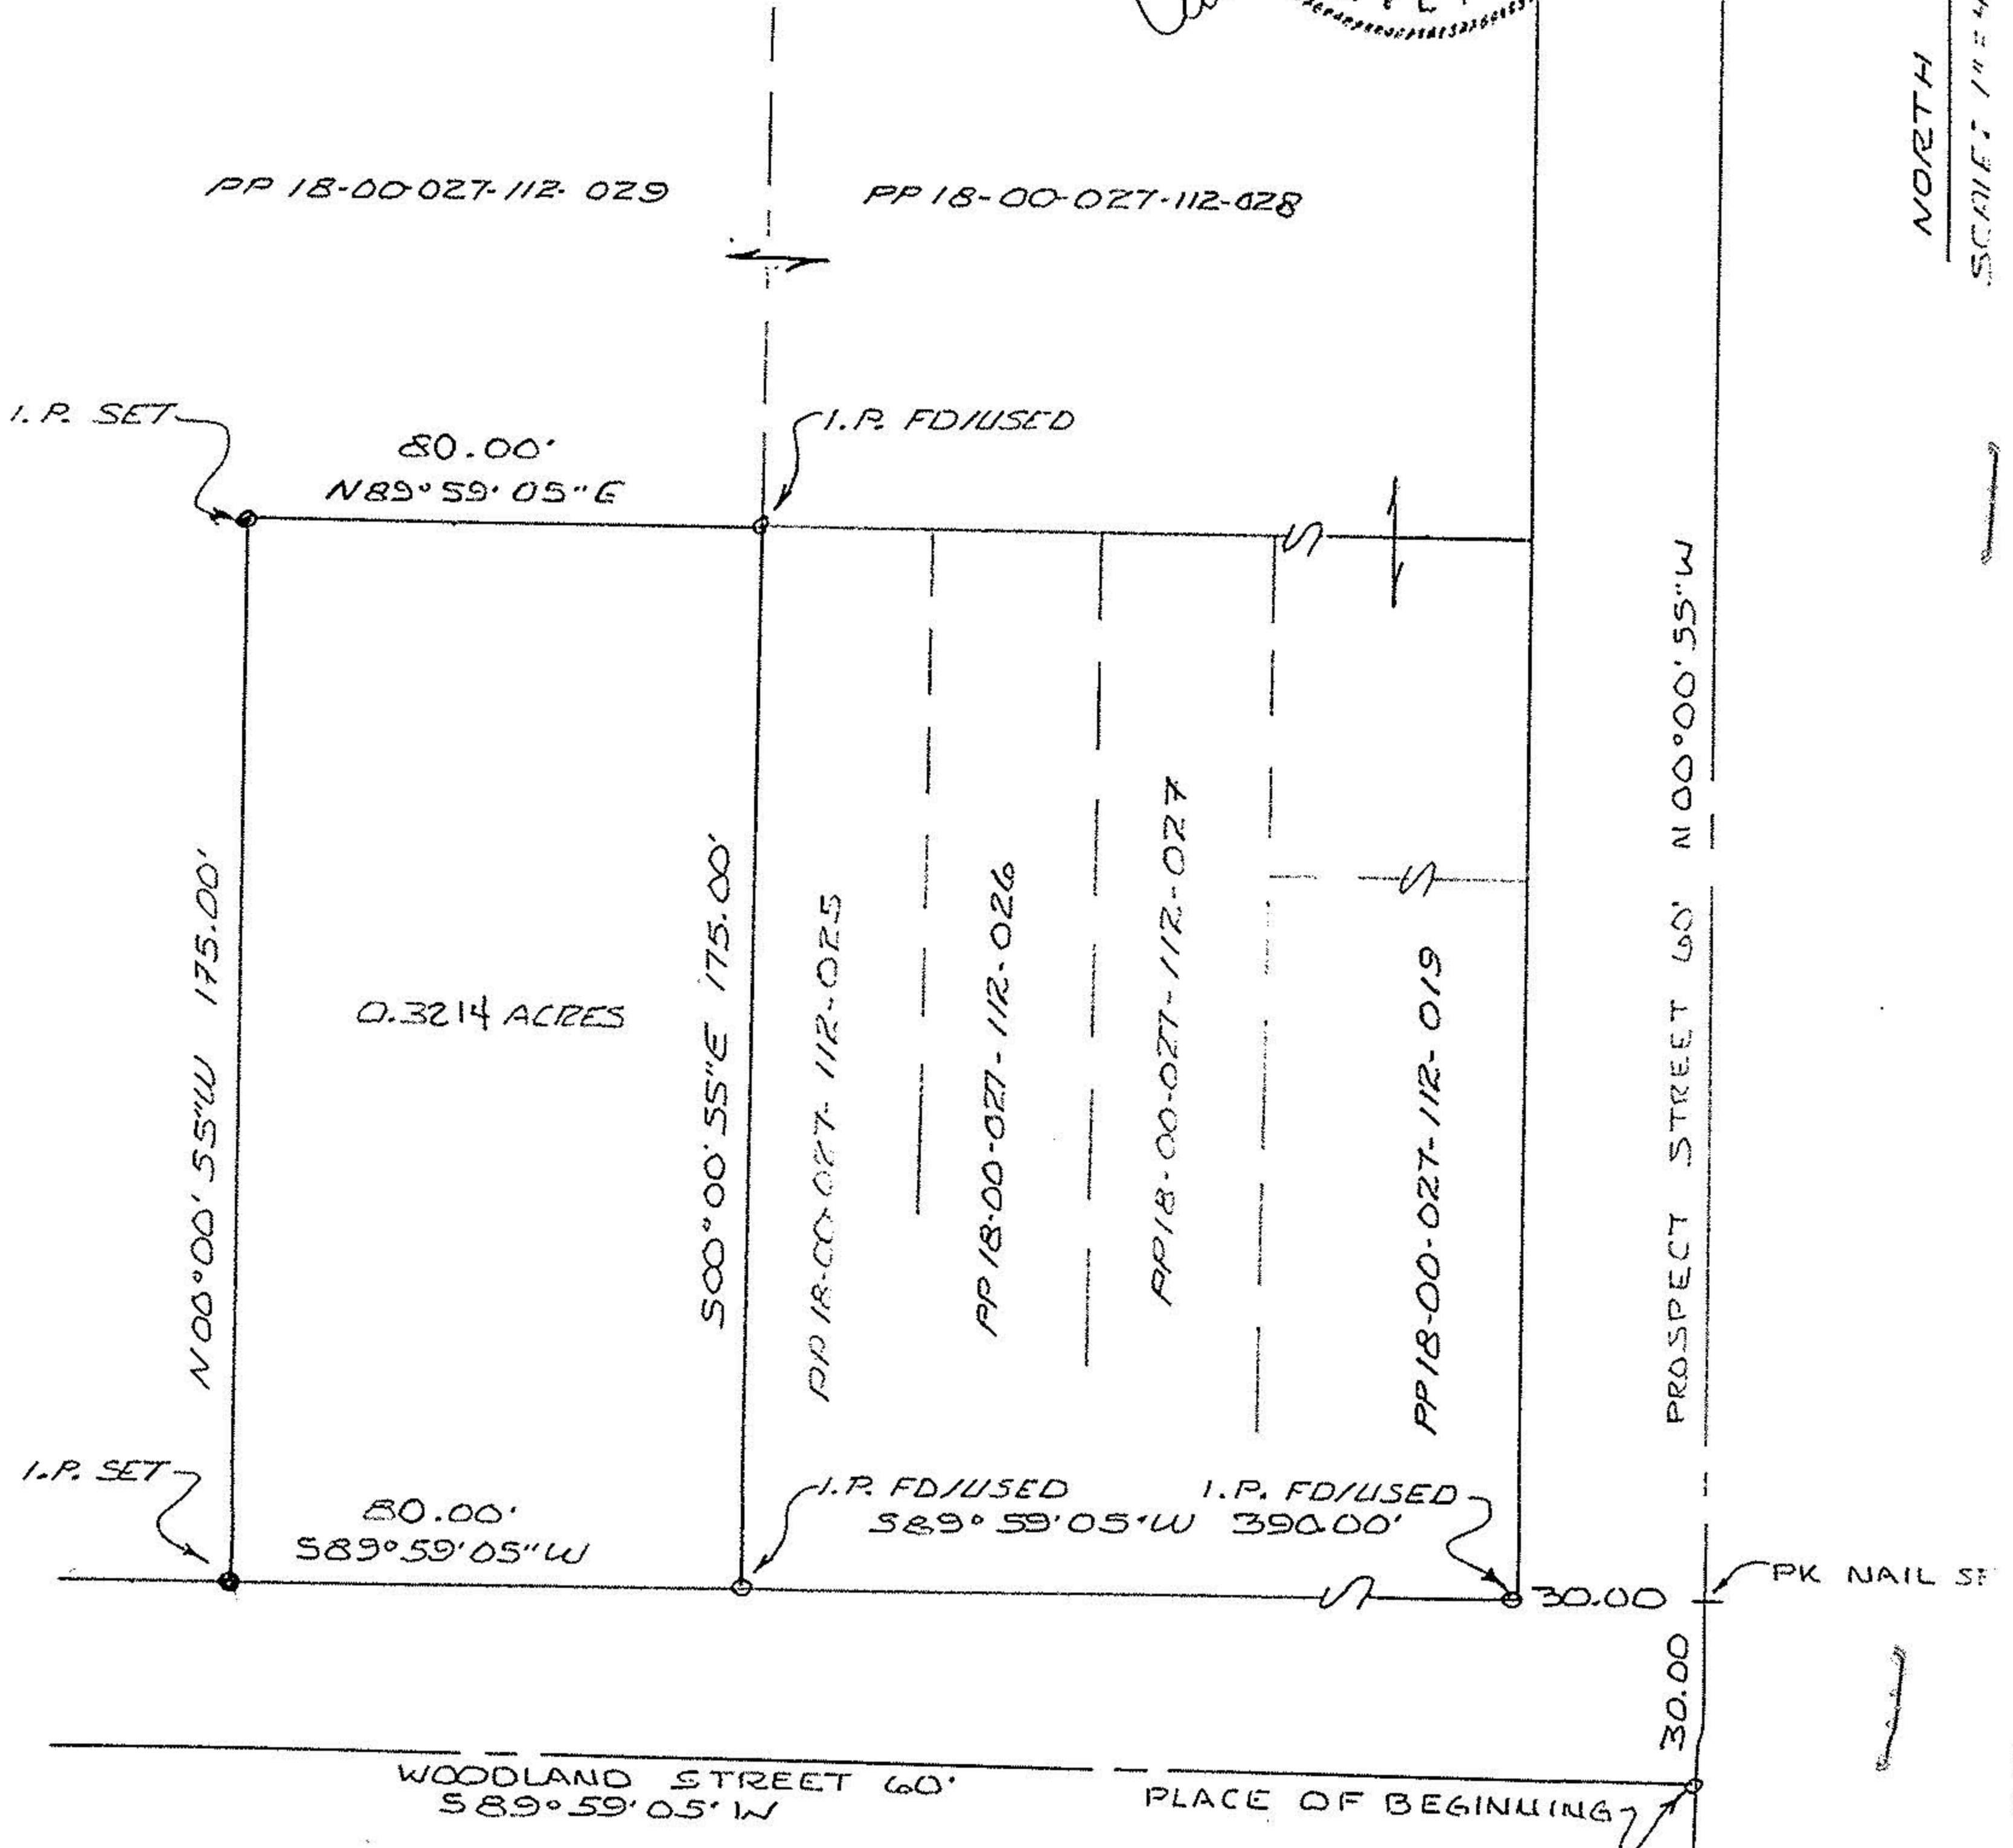 NORTH
SCALE: 1"=4
PP 18-00-027-112-029
PP 18-00-027-112-028
I.P. SET
80.00'
N89°59'05"E
I.P. FD/USED
N00°00'55"W 175.00'
0.3214 ACRES
S00°00'55"E 175.00'
PP 18-00-027-112-025
PP 18-00-027-112-026
PP 18-00-027-112-027
PP 18-00-027-112-019
PROSPECT STREET 60' N00°00'55"W
I.P. SET
80.00'
S89°59'05"W
I.P. FD/USED
S89°59'05"W 390.00'
I.P. FD/USED
30.00
PK NAIL
30.00
WOODLAND STREET 60'
S89°59'05"W
PLACE OF BEGINNING